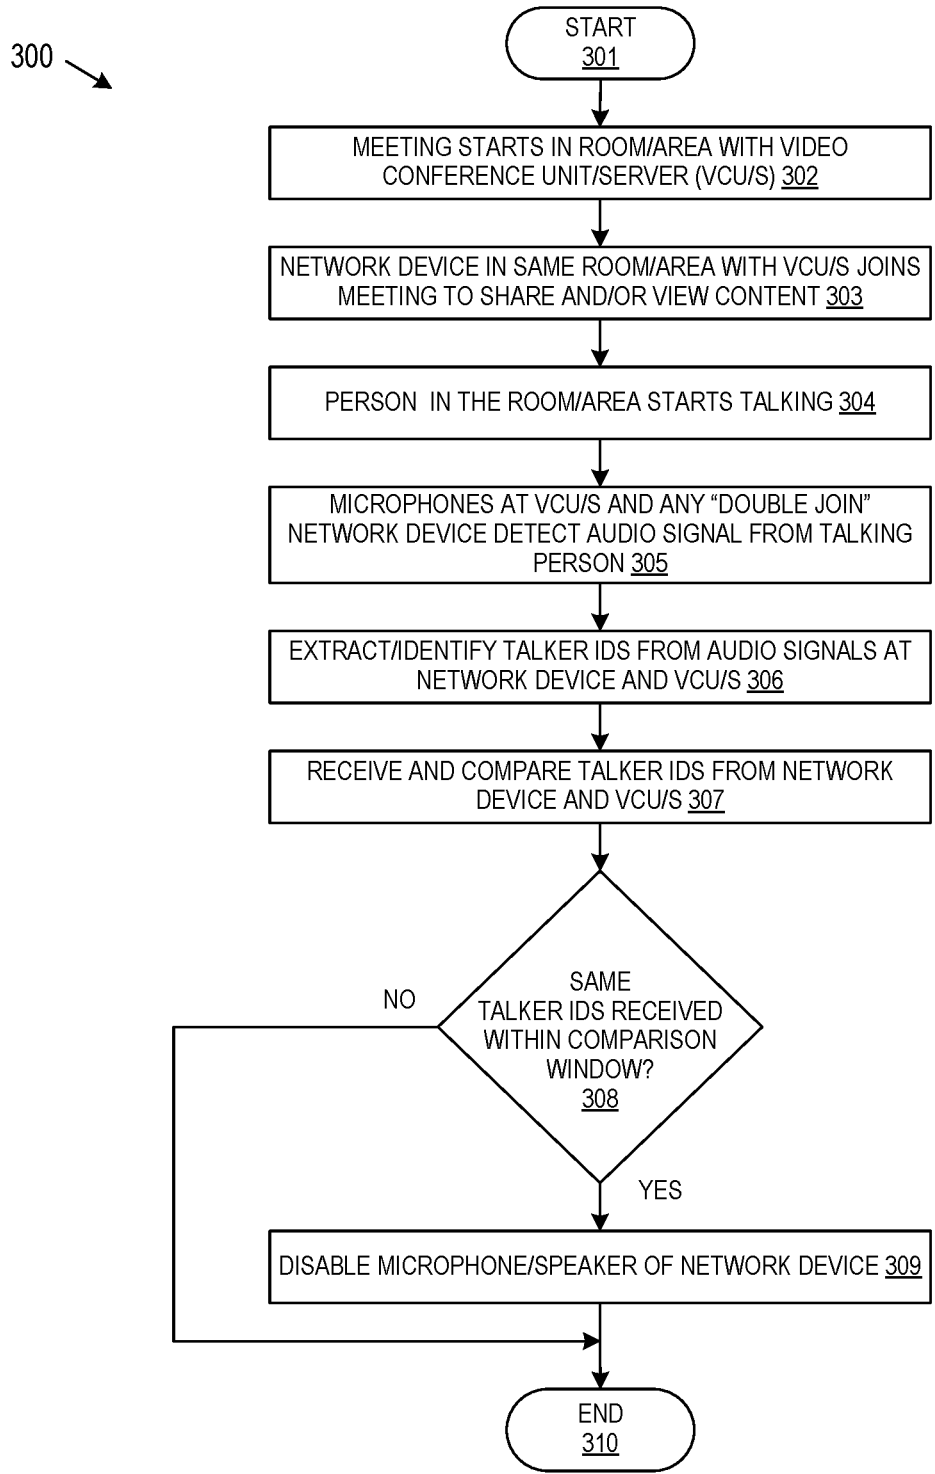 300
START
301
MEETING STARTS IN ROOM/AREA WITH VIDEO
CONFERENCE UNIT/SERVER (VCU/S) 302
NETWORK DEVICE IN SAME ROOM/AREA WITH VCU/S JOINS
MEETING TO SHARE AND/OR VIEW CONTENT 303
PERSON IN THE ROOM/AREA STARTS TALKING 304
MICROPHONES AT VCU/S AND ANY “DOUBLE JOIN”
NETWORK DEVICE DETECT AUDIO SIGNAL FROM TALKING
PERSON 305
EXTRACT/IDENTIFY TALKER IDS FROM AUDIO SIGNALS AT
NETWORK DEVICE AND VCU/S 306
RECEIVE AND COMPARE TALKER IDS FROM NETWORK
DEVICE AND VCU/S 307
SAME
TALKER IDS RECEIVED
WITHIN COMPARISON
WINDOW?
308
NO
YES
DISABLE MICROPHONE/SPEAKER OF NETWORK DEVICE 309
END
310